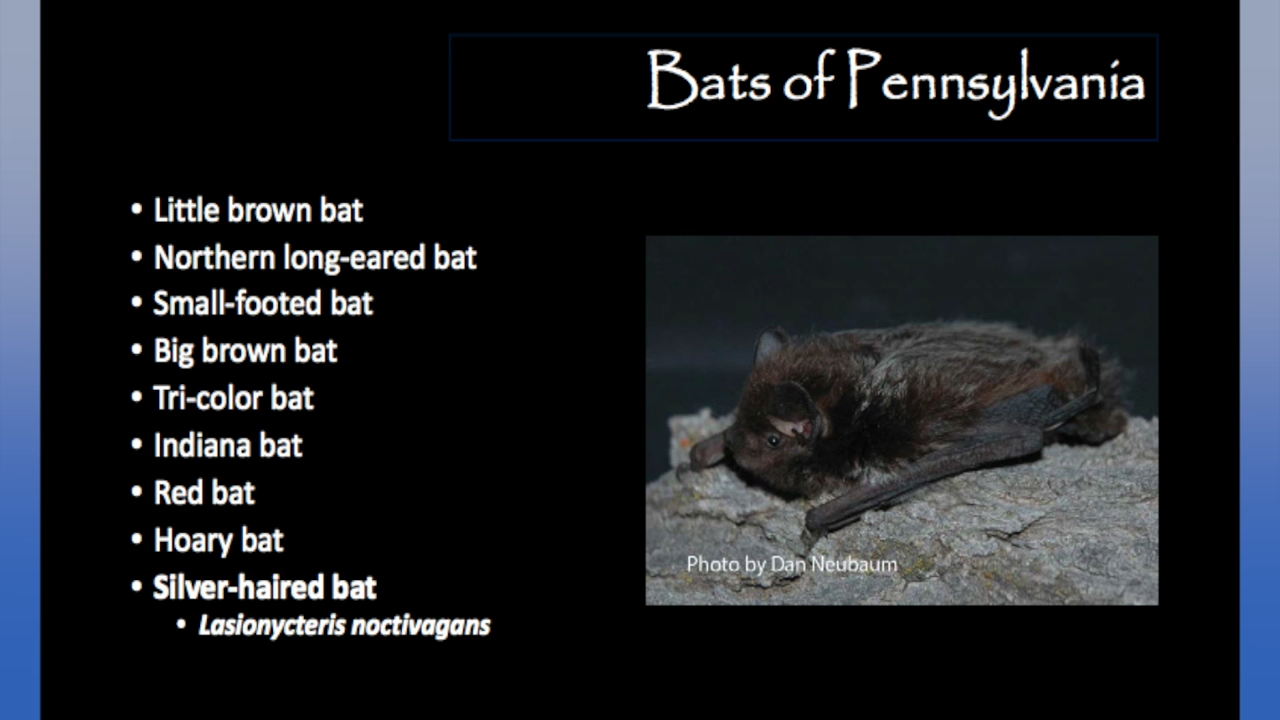 Bats of Pennsylvania
• Little brown bat
• Northern long-eared bat
• Small-footed bat
• Big brown bat
• Tri-color bat
• Indiana bat
• Red bat
• Hoary bat
• Silver-haired bat
• Lasionycteris noctivagans
Photo by Dan Neubaum